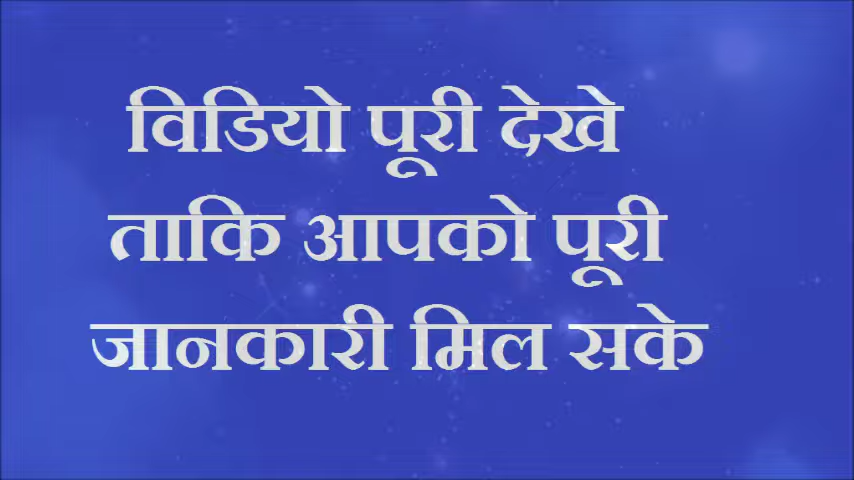 विडियो पूरी देखे
ताकि आपको पूरी
जानकारी मिल सके